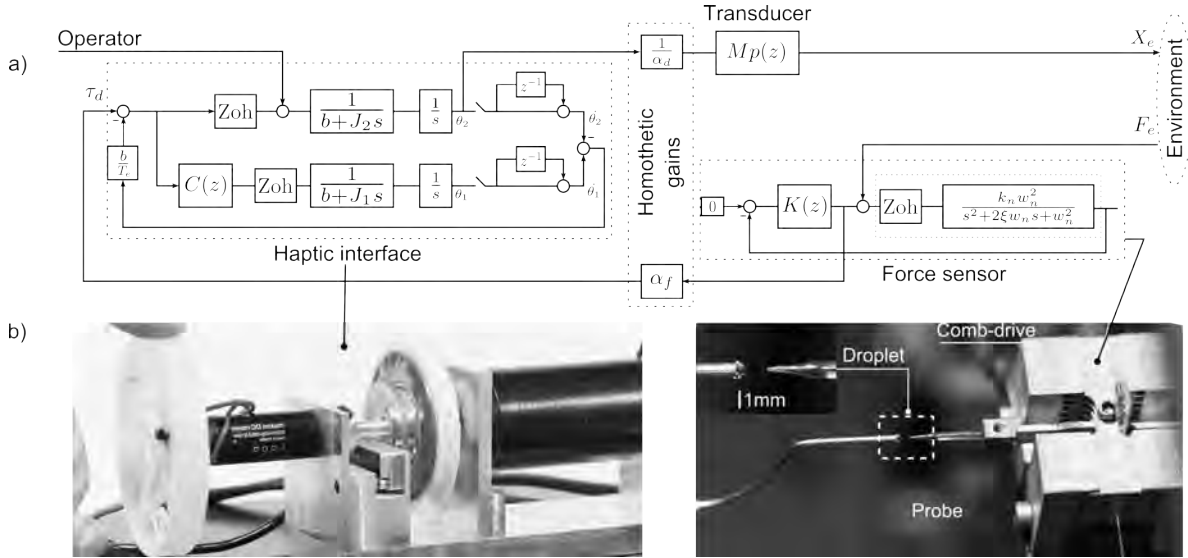 a)
Operator
Transducer
Homothetic gains
Environment
τ_d
-
Zoh
1/(b+J_2 s)
1/s
θ_2
z^{-1}
θ̇_2
-
b/T_e
C(z)
Zoh
1/(b+J_1 s)
1/s
θ_1
z^{-1}
θ̇_1
Haptic interface
1/α_d
Mp(z)
X_e
F_e
0
-
K(z)
Zoh
k_n w_n^2/(s^2+2ξw_n s+w_n^2)
Force sensor
α_f
b)
Comb-drive
Droplet
1mm
Probe